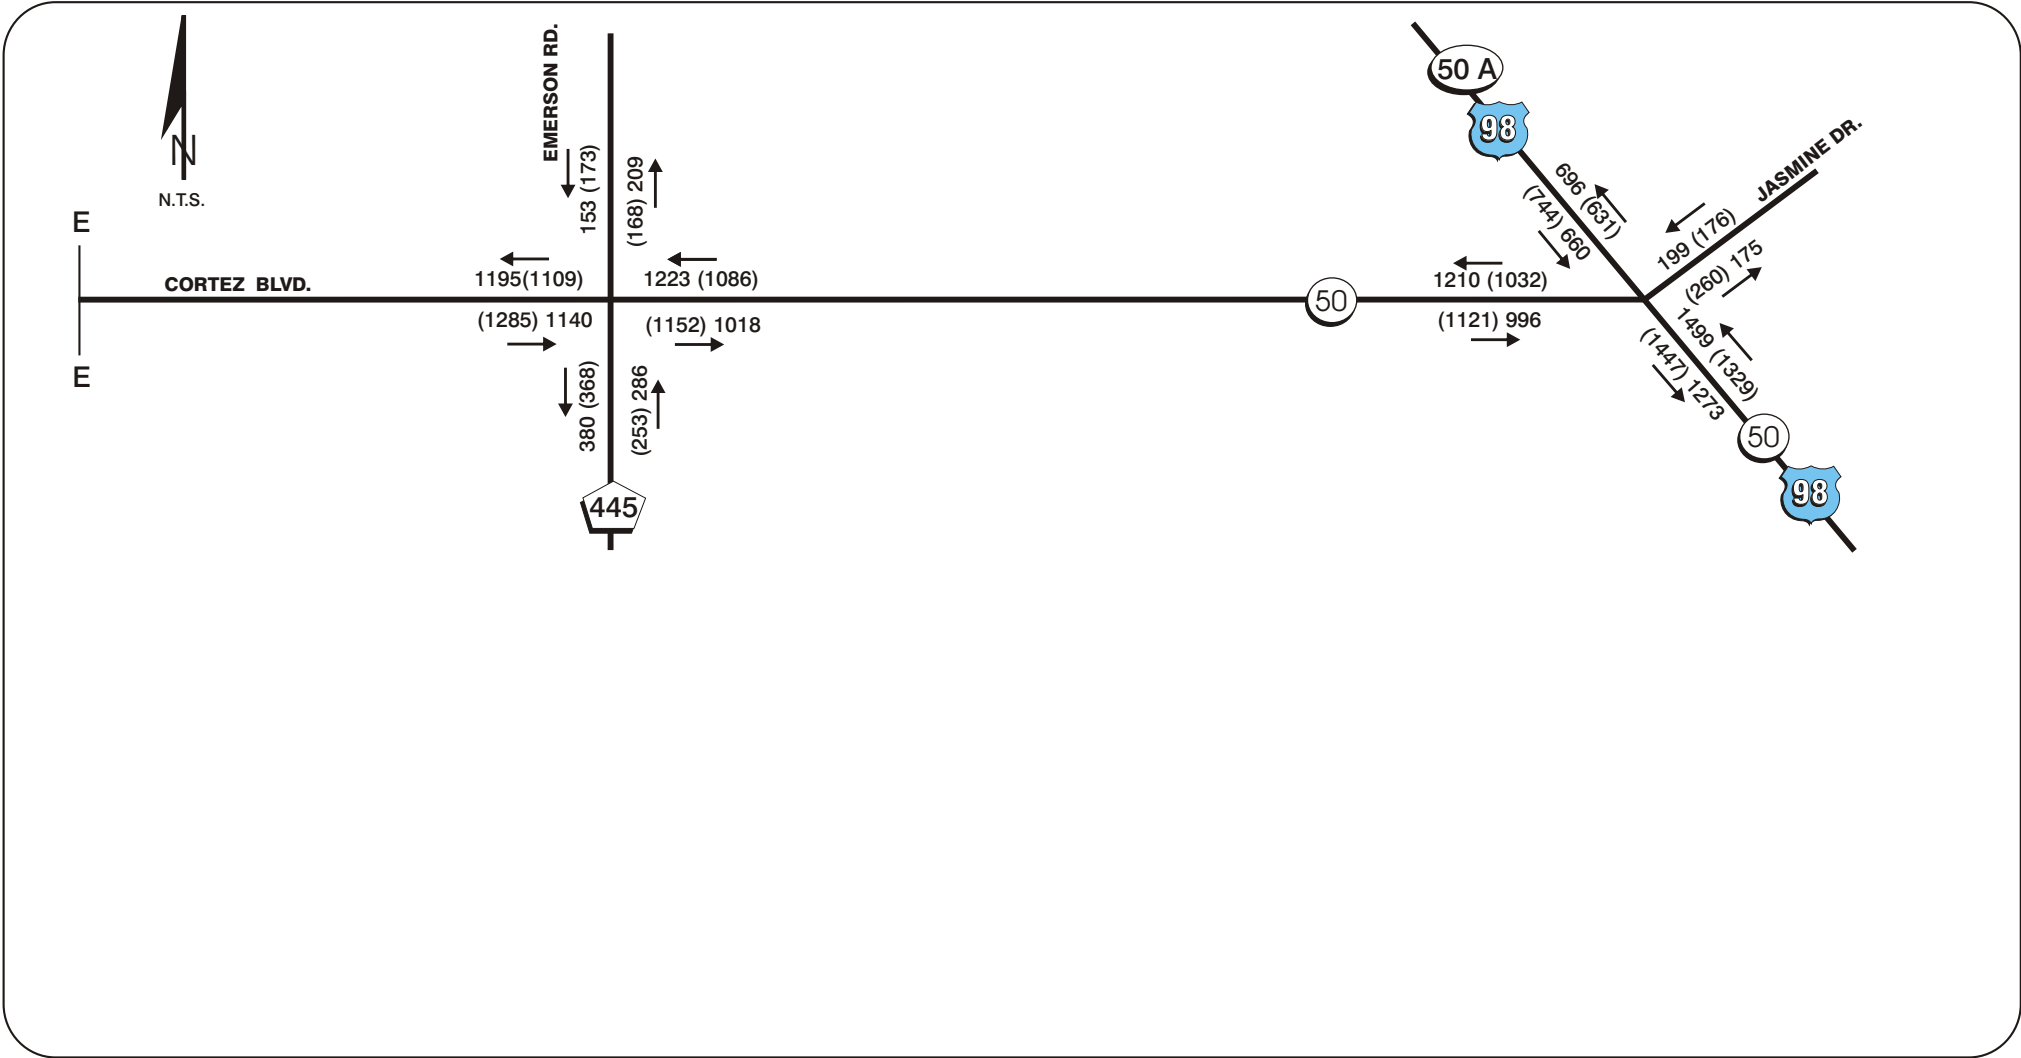 N
N.T.S.
E
E
CORTEZ BLVD.
EMERSON RD.
153 (173)
(168) 209
1195(1109)
1223 (1086)
(1285) 1140
(1152) 1018
380 (368)
(253) 286
445
50
1210 (1032)
(1121) 996
50 A
98
696 (631)
(744) 660
JASMINE DR.
199 (176)
(260) 175
1499 (1329)
(1447) 1273
50
98